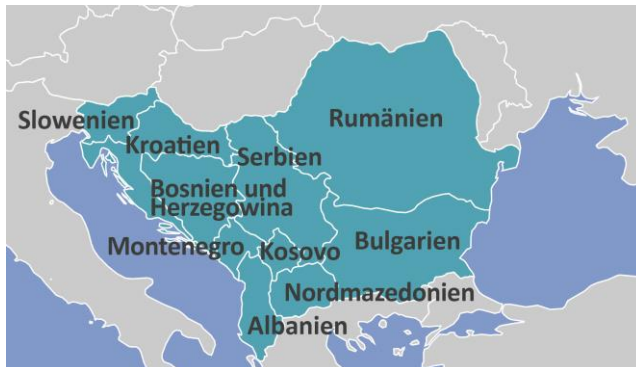 Slowenien
Rumänien
Kroatien
Serbien
Bosnien und
Herzegowina
Montenegro
Kosovo
Bulgarien
Nordmazedonien
Albanien